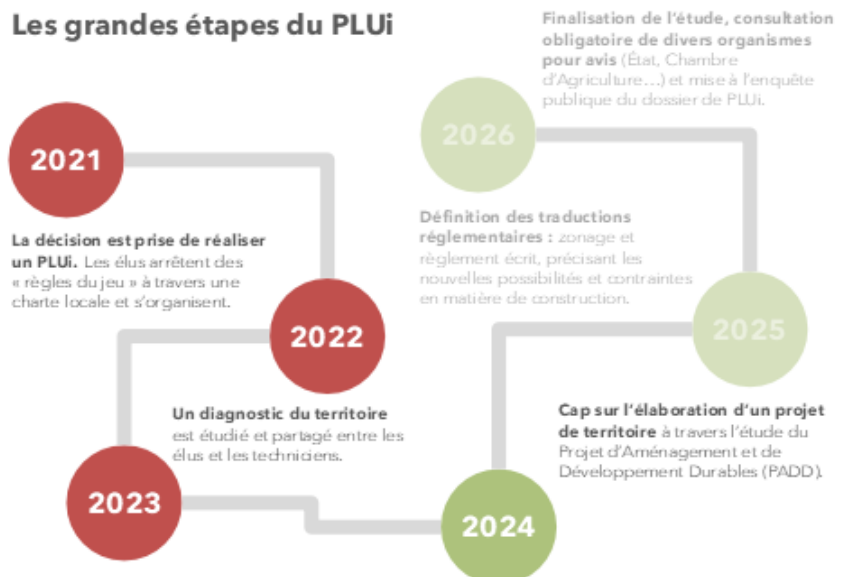 Les grandes étapes du PLUi
2021
La décision est prise de réaliser
un PLUi. Les élus arrêtent des
« règles du jeu » à travers une
charte locale et s'organisent.
2022
Un diagnostic du territoire
est étudié et partagé entre les
élus et les techniciens.
2023
2024
Cap sur l'élaboration d'un projet
de territoire à travers l'étude du
Projet d'Aménagement et de
Développement Durables (PADD).
2025
Définition des traductions
réglementaires : zonage et
règlement écrit, précisant les
nouvelles possibilités et contraintes
en matière de construction.
2026
Finalisation de l'étude, consultation
obligatoire de divers organismes
pour avis (État, Chambre
d'Agriculture…) et mise à l'enquête
publique du dossier de PLUi.